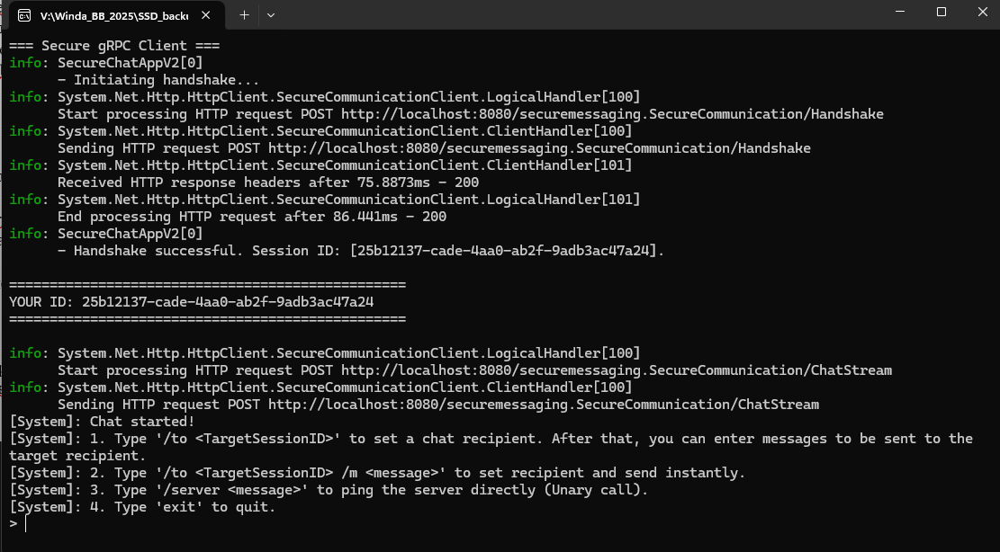 V:\Winda_BB_2025\SSD_backu
=== Secure gRPC Client ===
info: SecureChatAppV2[0]
      - Initiating handshake...
info: System.Net.Http.HttpClient.SecureCommunicationClient.LogicalHandler[100]
      Start processing HTTP request POST http://localhost:8080/securemessaging.SecureCommunication/Handshake
info: System.Net.Http.HttpClient.SecureCommunicationClient.ClientHandler[100]
      Sending HTTP request POST http://localhost:8080/securemessaging.SecureCommunication/Handshake
info: System.Net.Http.HttpClient.SecureCommunicationClient.ClientHandler[101]
      Received HTTP response headers after 75.8873ms - 200
info: System.Net.Http.HttpClient.SecureCommunicationClient.LogicalHandler[101]
      End processing HTTP request after 86.441ms - 200
info: SecureChatAppV2[0]
      - Handshake successful. Session ID: [25b12137-cade-4aa0-ab2f-9adb3ac47a24].
=================================================
YOUR ID: 25b12137-cade-4aa0-ab2f-9adb3ac47a24
=================================================
info: System.Net.Http.HttpClient.SecureCommunicationClient.LogicalHandler[100]
      Start processing HTTP request POST http://localhost:8080/securemessaging.SecureCommunication/ChatStream
info: System.Net.Http.HttpClient.SecureCommunicationClient.ClientHandler[100]
      Sending HTTP request POST http://localhost:8080/securemessaging.SecureCommunication/ChatStream
[System]: Chat started!
[System]: 1. Type '/to <TargetSessionID>' to set a chat recipient. After that, you can enter messages to be sent to the
target recipient.
[System]: 2. Type '/to <TargetSessionID> /m <message>' to set recipient and send instantly.
[System]: 3. Type '/server <message>' to ping the server directly (Unary call).
[System]: 4. Type 'exit' to quit.
>